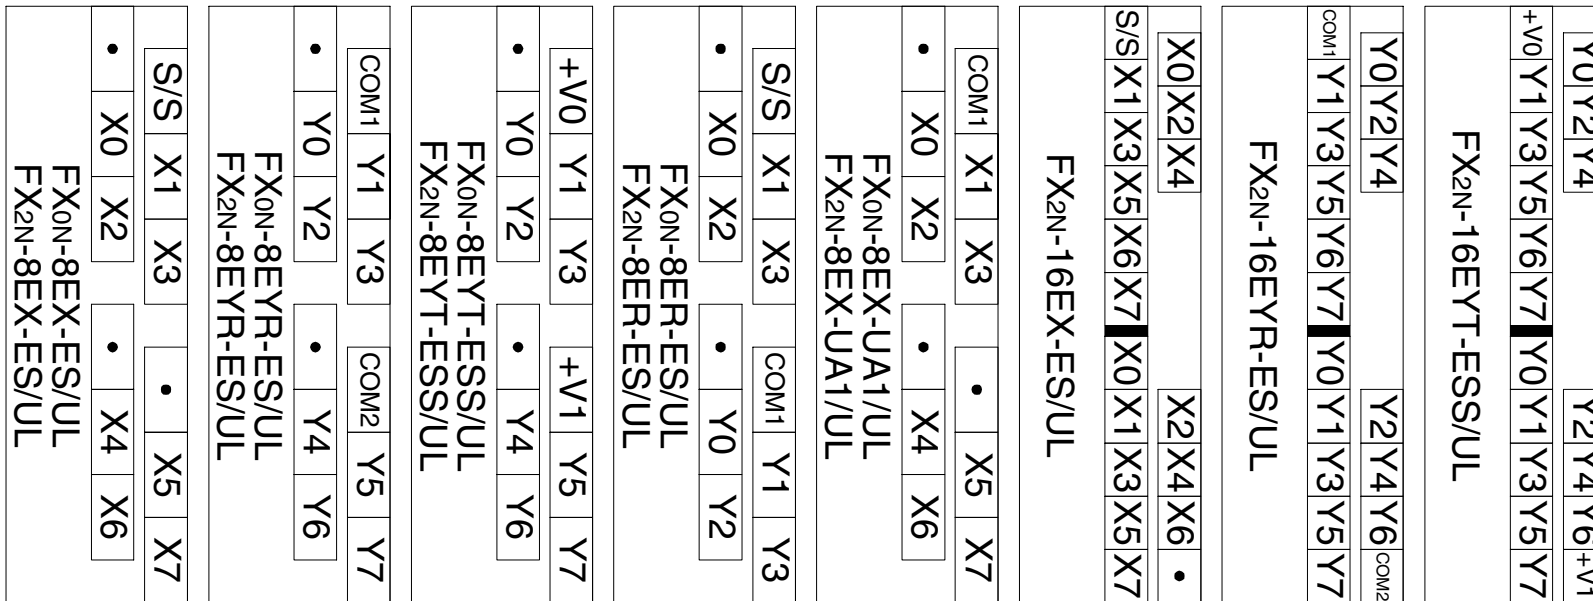 Y0 Y2 Y4 Y2 Y4 Y6 +V1
+V0 Y1 Y3 Y5 Y6 Y7 Y0 Y1 Y3 Y5 Y7
FX2N-16EYT-ESS/UL
Y0 Y2 Y4 Y2 Y4 Y6 COM2
COM1 Y1 Y3 Y5 Y6 Y7 Y0 Y1 Y3 Y5 Y7
FX2N-16EYR-ES/UL
X0 X2 X4 X2 X4 X6 •
S/S X1 X3 X5 X6 X7 X0 X1 X3 X5 X7
FX2N-16EX-ES/UL
COM1 X1 X3 • X5 X7
• X0 X2 • X4 X6
FX0N-8EX-UA1/UL
FX2N-8EX-UA1/UL
S/S X1 X3 COM1 Y1 Y3
• X0 X2 • Y0 Y2
FX0N-8ER-ES/UL
FX2N-8ER-ES/UL
+V0 Y1 Y3 +V1 Y5 Y7
• Y0 Y2 • Y4 Y6
FX0N-8EYT-ESS/UL
FX2N-8EYT-ESS/UL
COM1 Y1 Y3 COM2 Y5 Y7
• Y0 Y2 • Y4 Y6
FX0N-8EYR-ES/UL
FX2N-8EYR-ES/UL
S/S X1 X3 • X5 X7
• X0 X2 • X4 X6
FX0N-8EX-ES/UL
FX2N-8EX-ES/UL